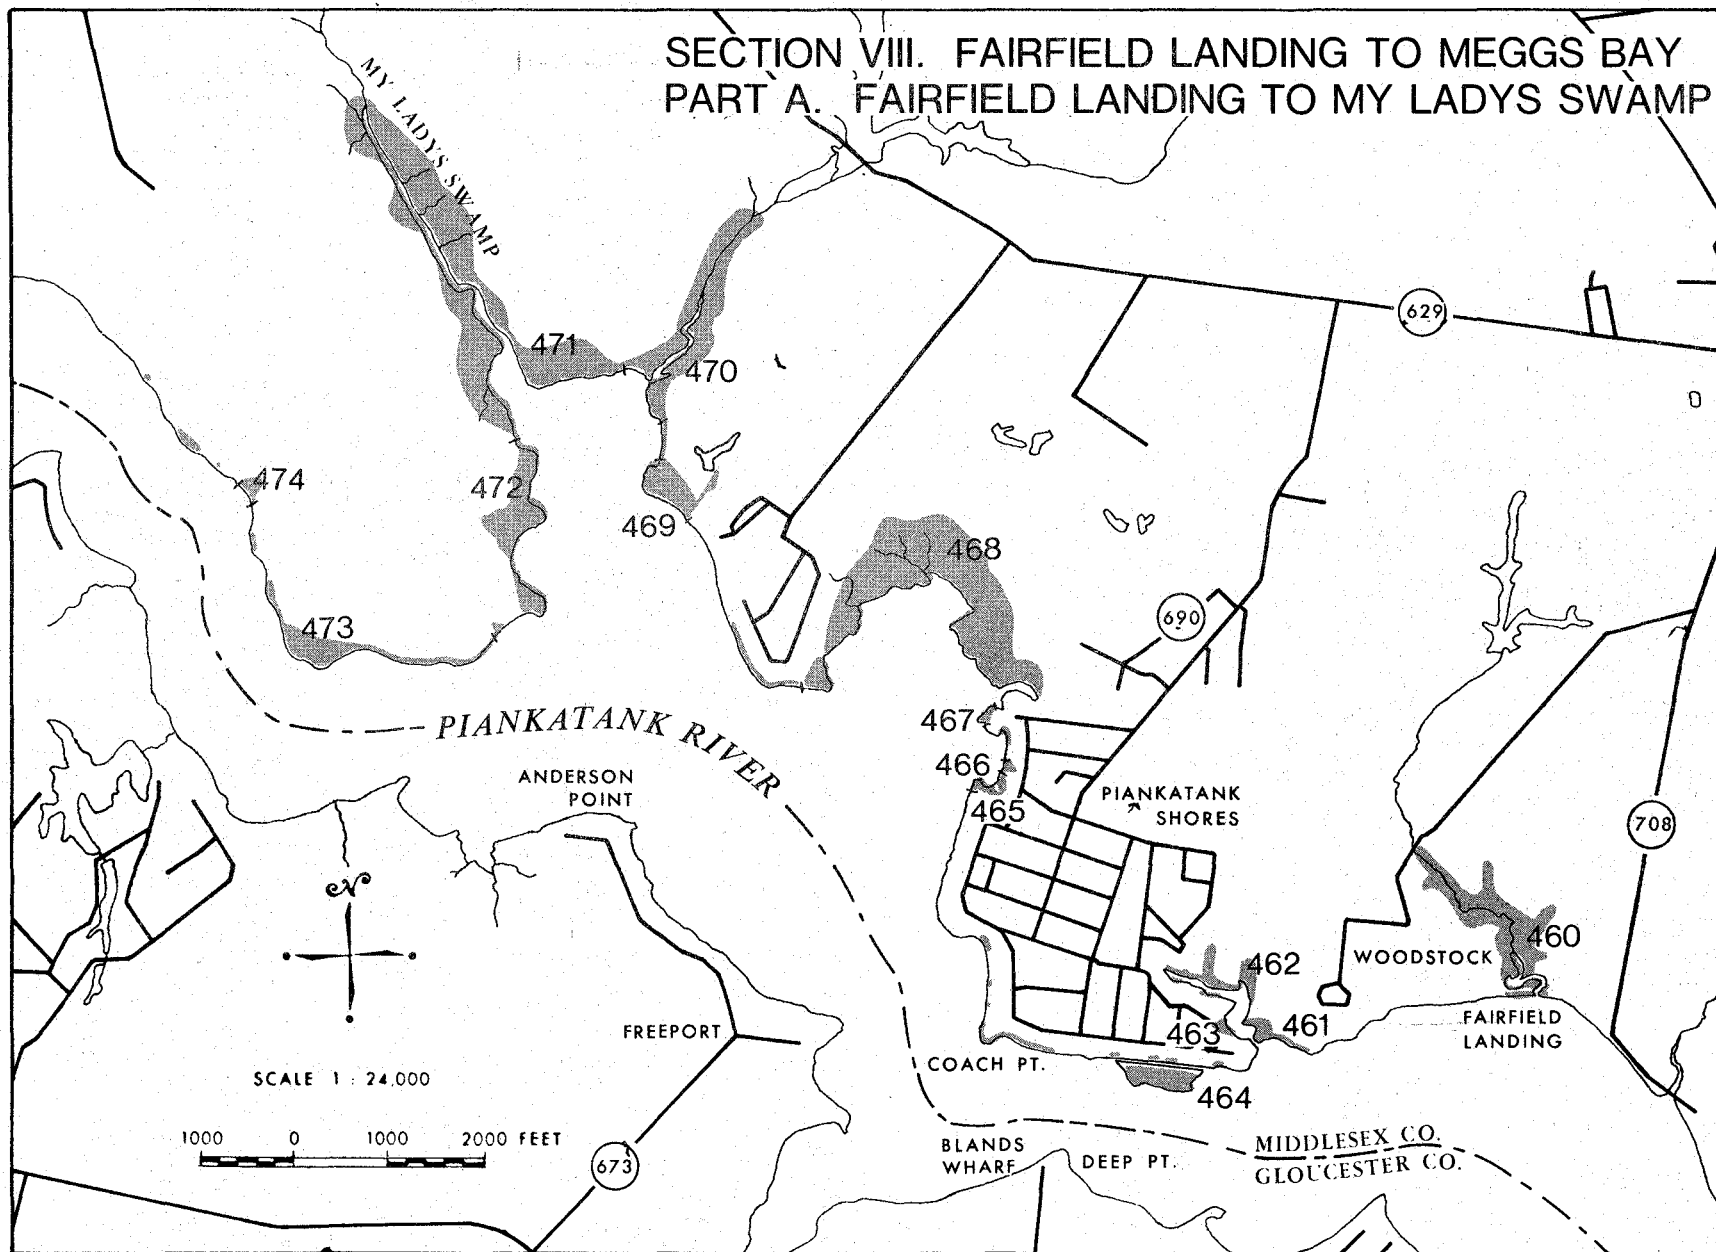 SECTION VIII. FAIRFIELD LANDING TO MEGGS BAY
PART A. FAIRFIELD LANDING TO MY LADYS SWAMP
MY LADYS SWAMP
629
471
470
474
472
469
468
690
473
467
PIANKATANK RIVER
466
ANDERSON
POINT
465
PIANKATANK
SHORES
708
N
460
462
WOODSTOCK
463
461
FREEPORT
FAIRFIELD
LANDING
COACH PT.
SCALE 1 : 24,000
464
1000 0 1000 2000 FEET
673
BLANDS
WHARF
DEEP PT.
MIDDLESEX CO.
GLOUCESTER CO.